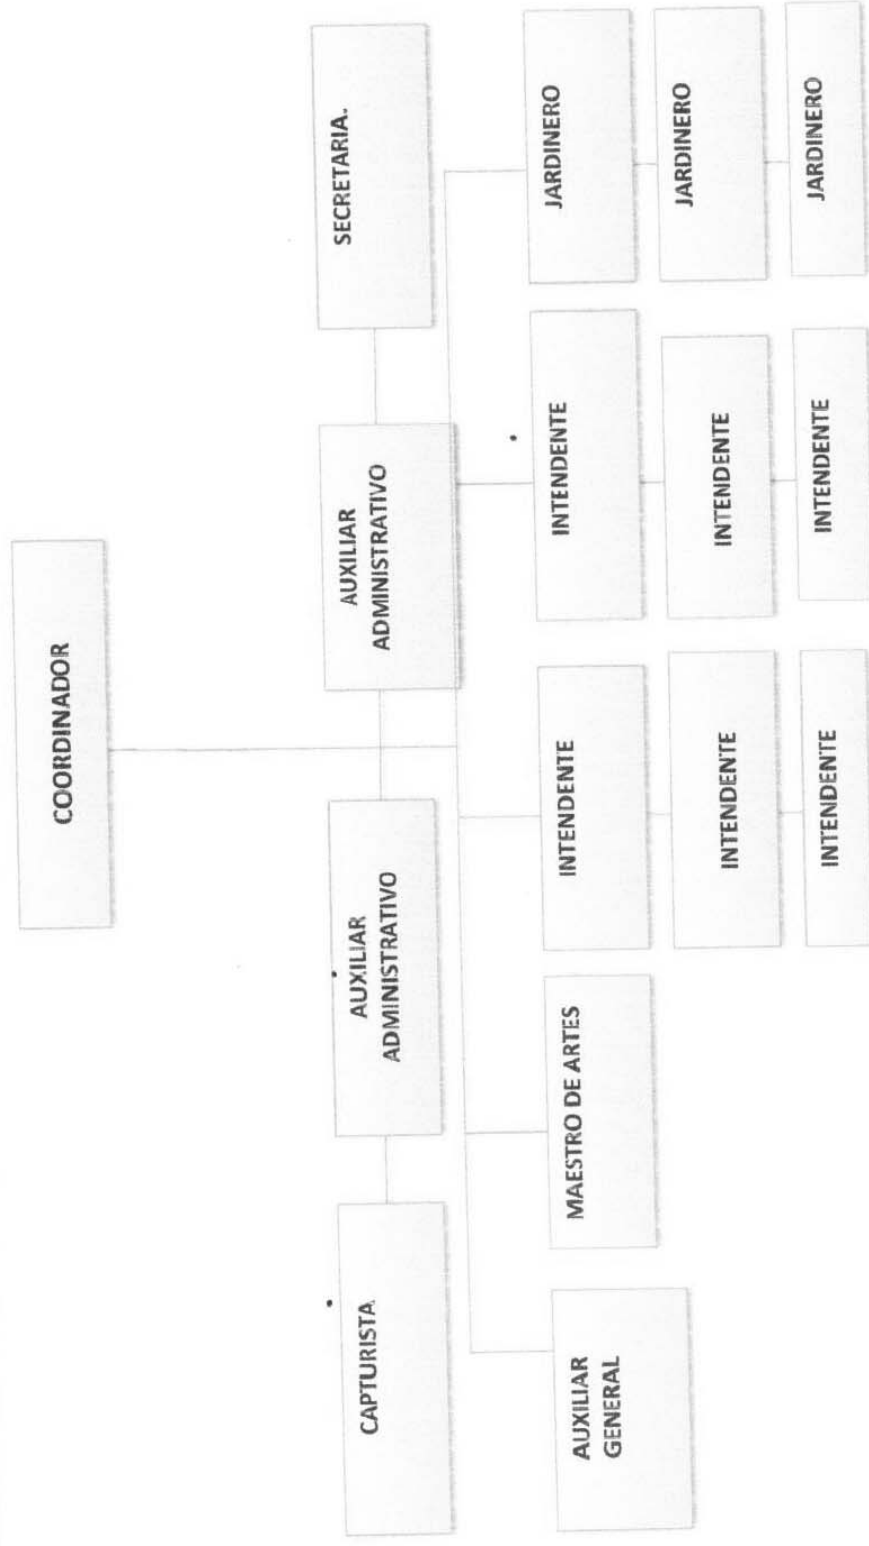 COORDINADOR
CAPTURISTA
AUXILIAR
ADMINISTRATIVO
AUXILIAR
ADMINISTRATIVO
SECRETARIA.
AUXILIAR
GENERAL
MAESTRO DE ARTES
INTENDENTE
INTENDENTE
JARDINERO
INTENDENTE
INTENDENTE
JARDINERO
INTENDENTE
INTENDENTE
JARDINERO